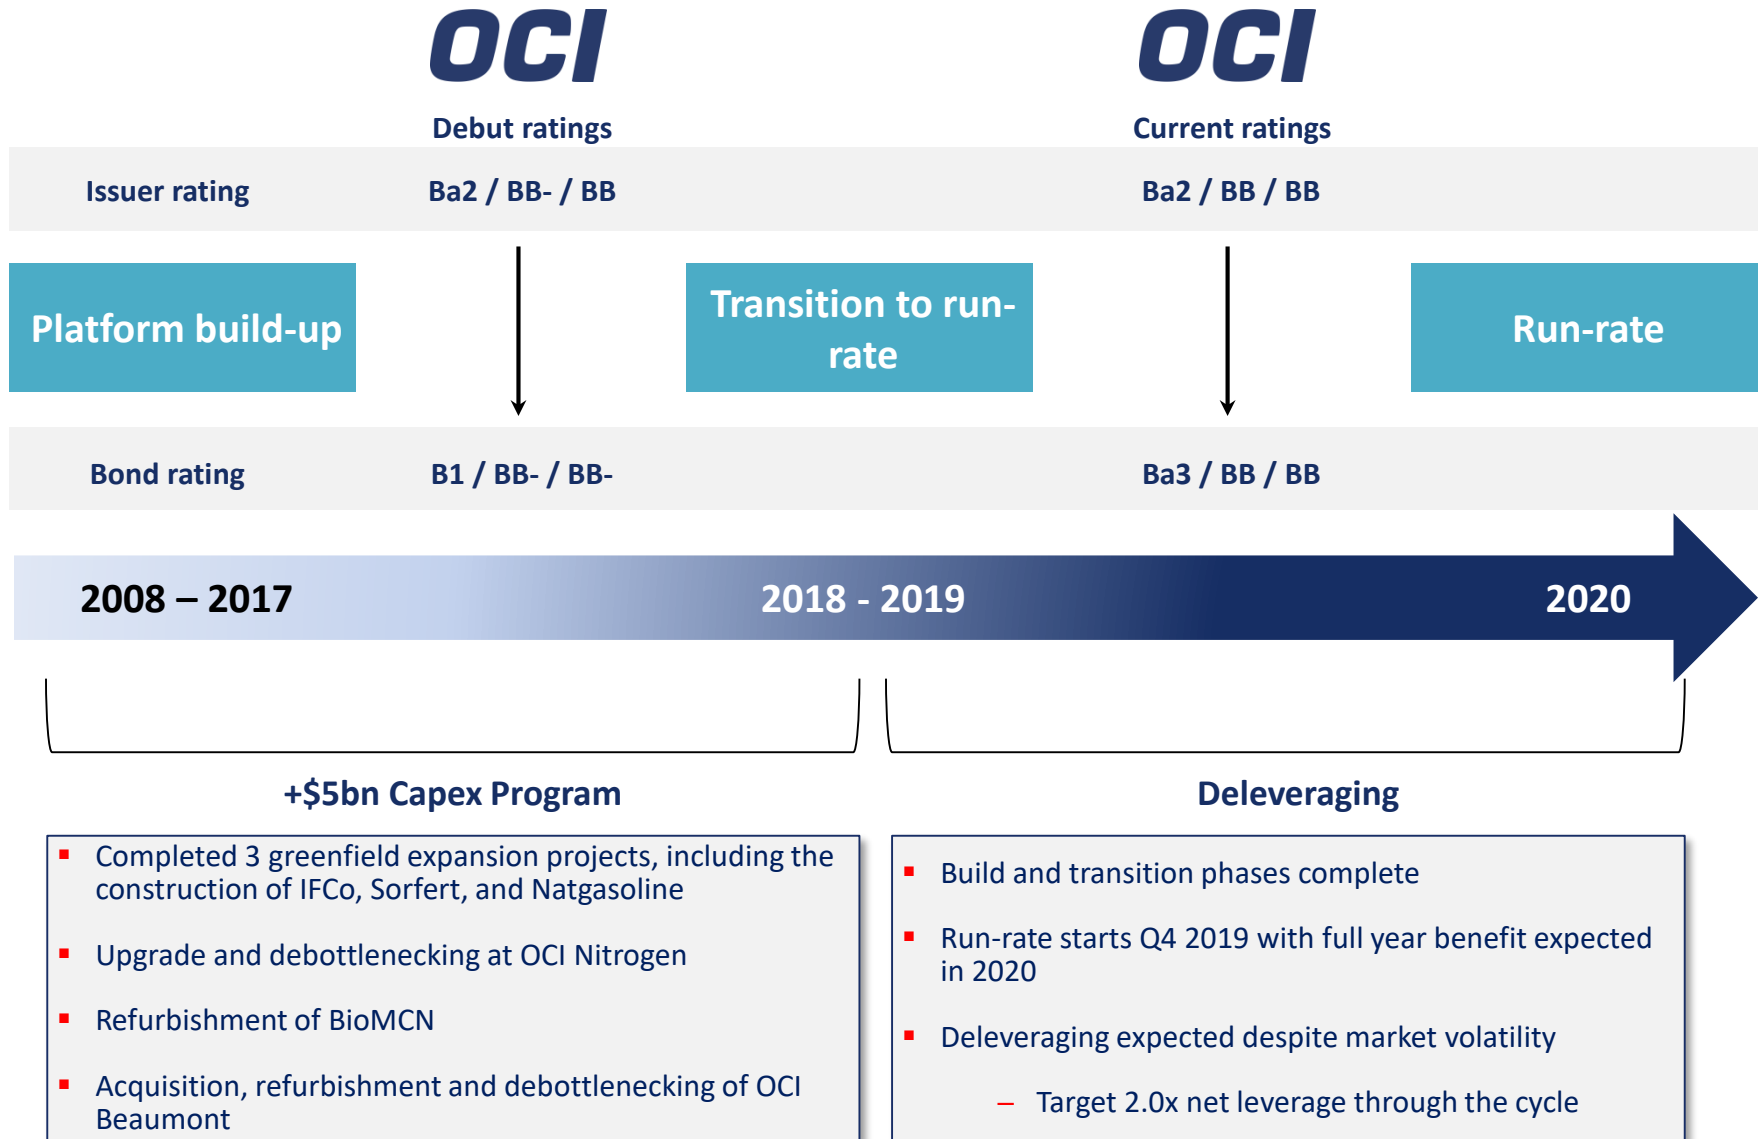 OCI OCI
Debut ratings Current ratings
Issuer rating Ba2 / BB- / BB Ba2 / BB / BB
Platform build-up
Transition to run-
rate
Run-rate
Bond rating B1 / BB- / BB- Ba3 / BB / BB
2008 – 2017 2018 - 2019 2020
+$5bn Capex Program
▪ Completed 3 greenfield expansion projects, including the
construction of IFCo, Sorfert, and Natgasoline
▪ Upgrade and debottlenecking at OCI Nitrogen
▪ Refurbishment of BioMCN
▪ Acquisition, refurbishment and debottlenecking of OCI
Beaumont
Deleveraging
▪ Build and transition phases complete
▪ Run-rate starts Q4 2019 with full year benefit expected
in 2020
▪ Deleveraging expected despite market volatility
– Target 2.0x net leverage through the cycle